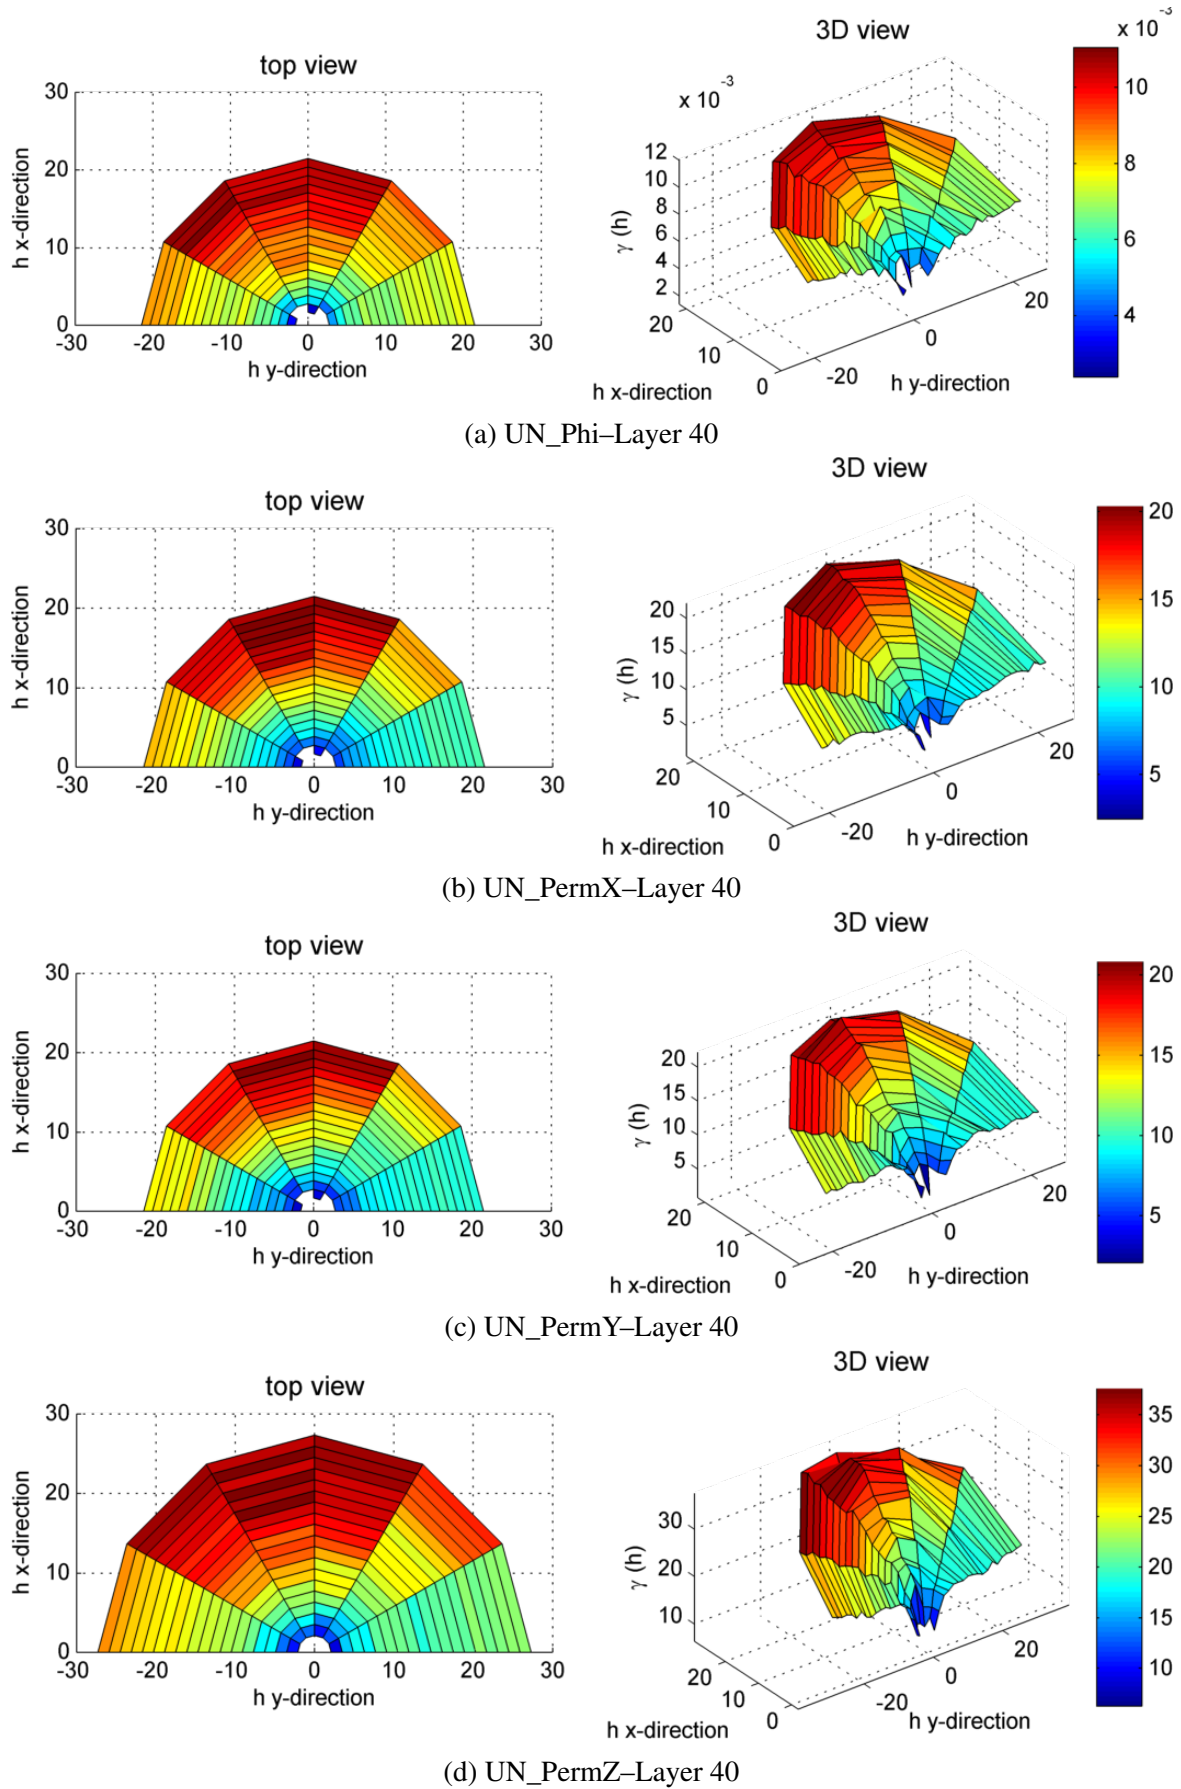 top view
30
20
10
0
h x-direction
-30 -20 -10 0 10 20 30
h y-direction
3D view
x 10 -3
12
10
8
6
4
2
γ (h)
20
10
0
h x-direction
-20
0
20
h y-direction
x 10 -3
10
8
6
4
(a) UN_Phi–Layer 40
top view
30
20
10
0
h x-direction
-30 -20 -10 0 10 20 30
h y-direction
3D view
20
15
10
5
γ (h)
20
10
0
h x-direction
-20
0
20
h y-direction
20
15
10
5
(b) UN_PermX–Layer 40
top view
30
20
10
0
h x-direction
-30 -20 -10 0 10 20 30
h y-direction
3D view
20
15
10
5
γ (h)
20
10
0
h x-direction
-20
0
20
h y-direction
20
15
10
5
(c) UN_PermY–Layer 40
top view
30
20
10
0
h x-direction
-30 -20 -10 0 10 20 30
h y-direction
3D view
30
20
10
γ (h)
20
10
0
h x-direction
-20
0
20
h y-direction
35
30
25
20
15
10
(d) UN_PermZ–Layer 40